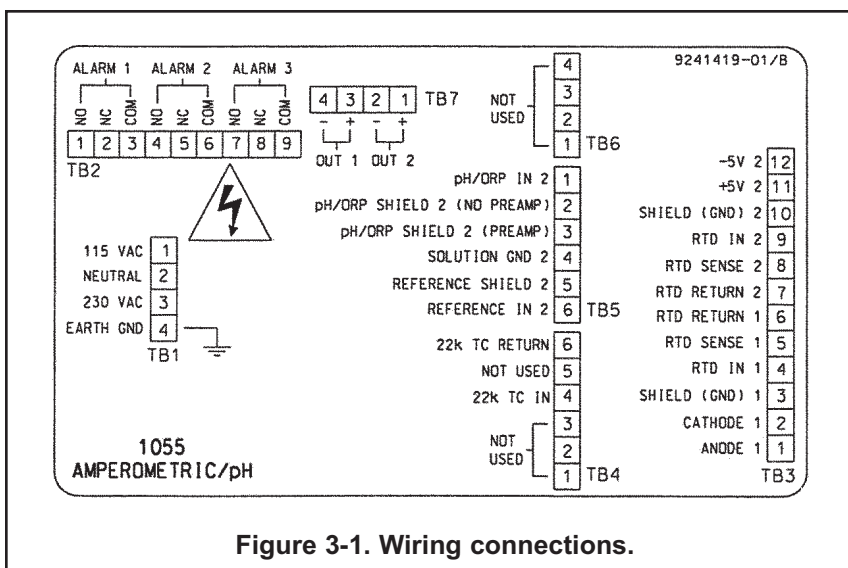 9241419-01/B
ALARM 1 ALARM 2 ALARM 3
NO NC COM NO NC COM NO NC COM
1 2 3 4 5 6 7 8 9
TB2
4 3 2 1 TB7
- + - +
OUT 1 OUT 2
NOT USED
4
3
2
1 TB6
115 VAC 1
NEUTRAL 2
230 VAC 3
EARTH GND 4
TB1
pH/ORP IN 2 1
pH/ORP SHIELD 2 (NO PREAMP) 2
pH/ORP SHIELD 2 (PREAMP) 3
SOLUTION GND 2 4
REFERENCE SHIELD 2 5
REFERENCE IN 2 6 TB5
22k TC RETURN 6
NOT USED 5
22k TC IN 4
NOT USED
3
2
1 TB4
-5V 2 12
+5V 2 11
SHIELD (GND) 2 10
RTD IN 2 9
RTD SENSE 2 8
RTD RETURN 2 7
RTD RETURN 1 6
RTD SENSE 1 5
RTD IN 1 4
SHIELD (GND) 1 3
CATHODE 1 2
ANODE 1 1
TB3
1055
AMPEROMETRIC/pH
Figure 3-1. Wiring connections.